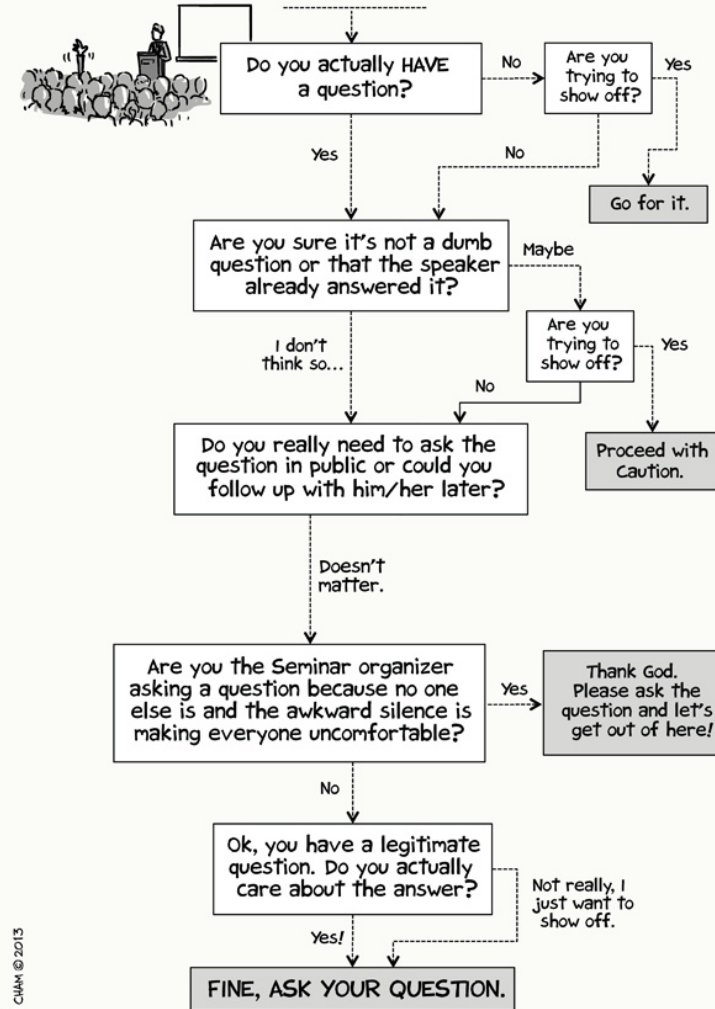 Do you actually HAVE
a question?
No
Are you
trying to
show off?
Yes
Yes
No
Go for it.
Are you sure it's not a dumb
question or that the speaker
already answered it?
Maybe
I don't
think so...
Are you
trying to
show off?
Yes
No
Proceed with
Caution.
Do you really need to ask the
question in public or could you
follow up with him/her later?
Doesn't
matter.
Are you the Seminar organizer
asking a question because no one
else is and the awkward silence is
making everyone uncomfortable?
Yes
Thank God.
Please ask the
question and let's
get out of here!
No
Ok, you have a legitimate
question. Do you actually
care about the answer?
Not really, I
just want to
show off.
Yes!
FINE, ASK YOUR QUESTION.
CHAM © 2013